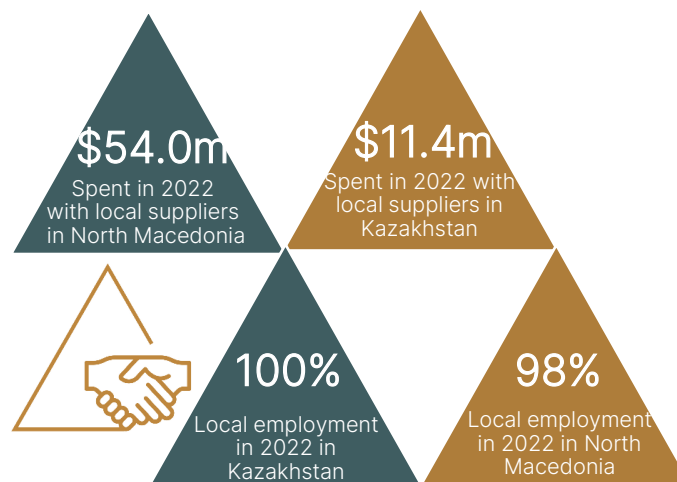 $54.0m
Spent in 2022
with local suppliers
in North Macedonia
$11.4m
Spent in 2022 with
local suppliers in
Kazakhstan
100%
Local employment
in 2022 in
Kazakhstan
98%
Local employment
in 2022 in North
Macedonia